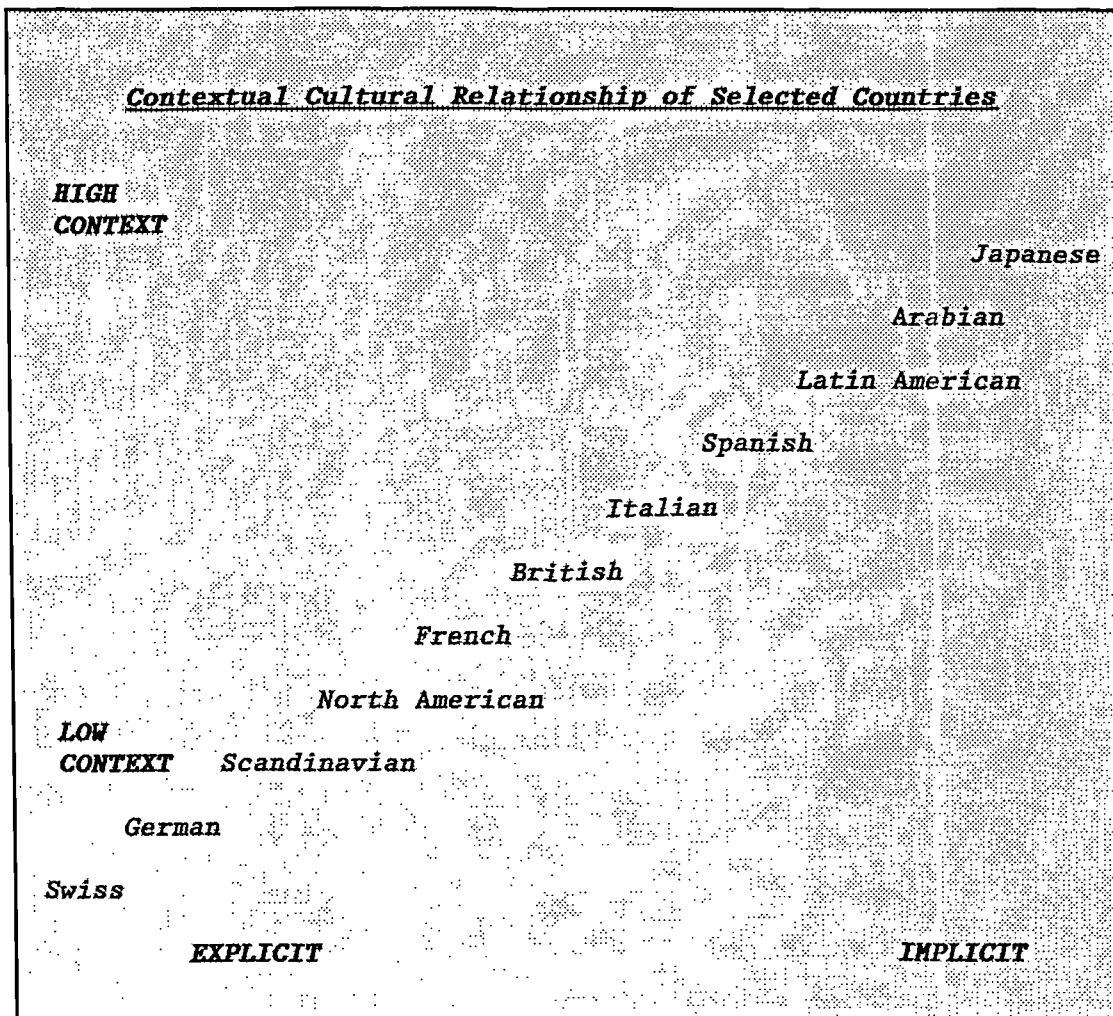 Contextual Cultural Relationship of Selected Countries
HIGH
CONTEXT
Japanese
Arabian
Latin American
Spanish
Italian
British
French
North American
LOW
CONTEXT Scandinavian
German
Swiss
EXPLICIT IMPLICIT